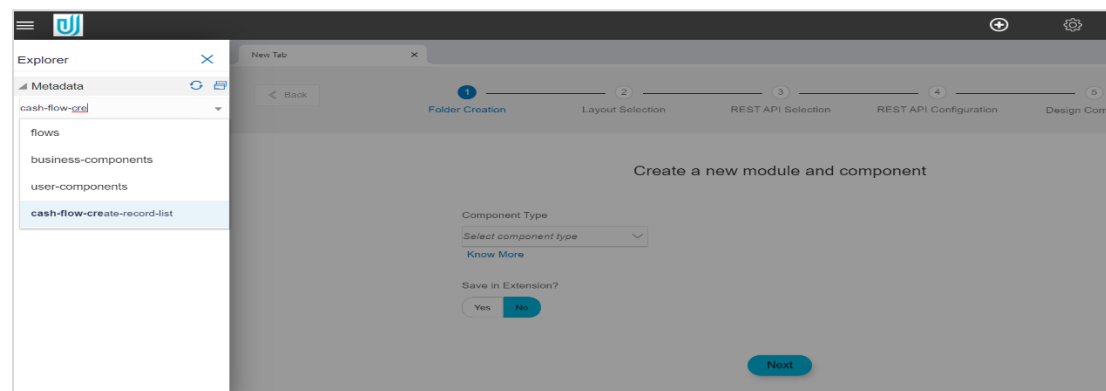 Explorer
New Tab
Metadata
cash-flow-cre
flows
business-components
user-components
cash-flow-create-record-list
Back
1
2
3
4
5
Folder Creation
Layout Selection
REST API Selection
REST API Configuration
Design Com
Create a new module and component
Component Type
Select component type
Know More
Save in Extension?
Yes
No
Next